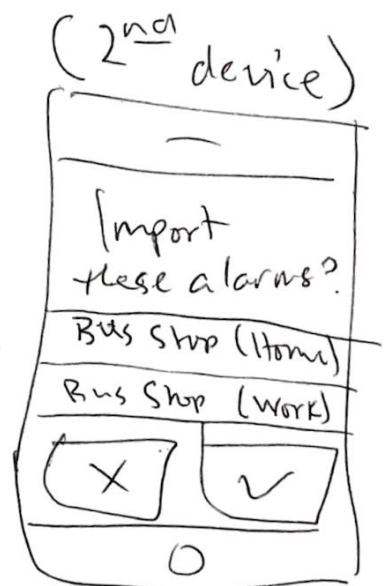 (2nd
device)
Import
these alarms?
Bus Stop (Home)
Bus Stop (Work)
X ✓